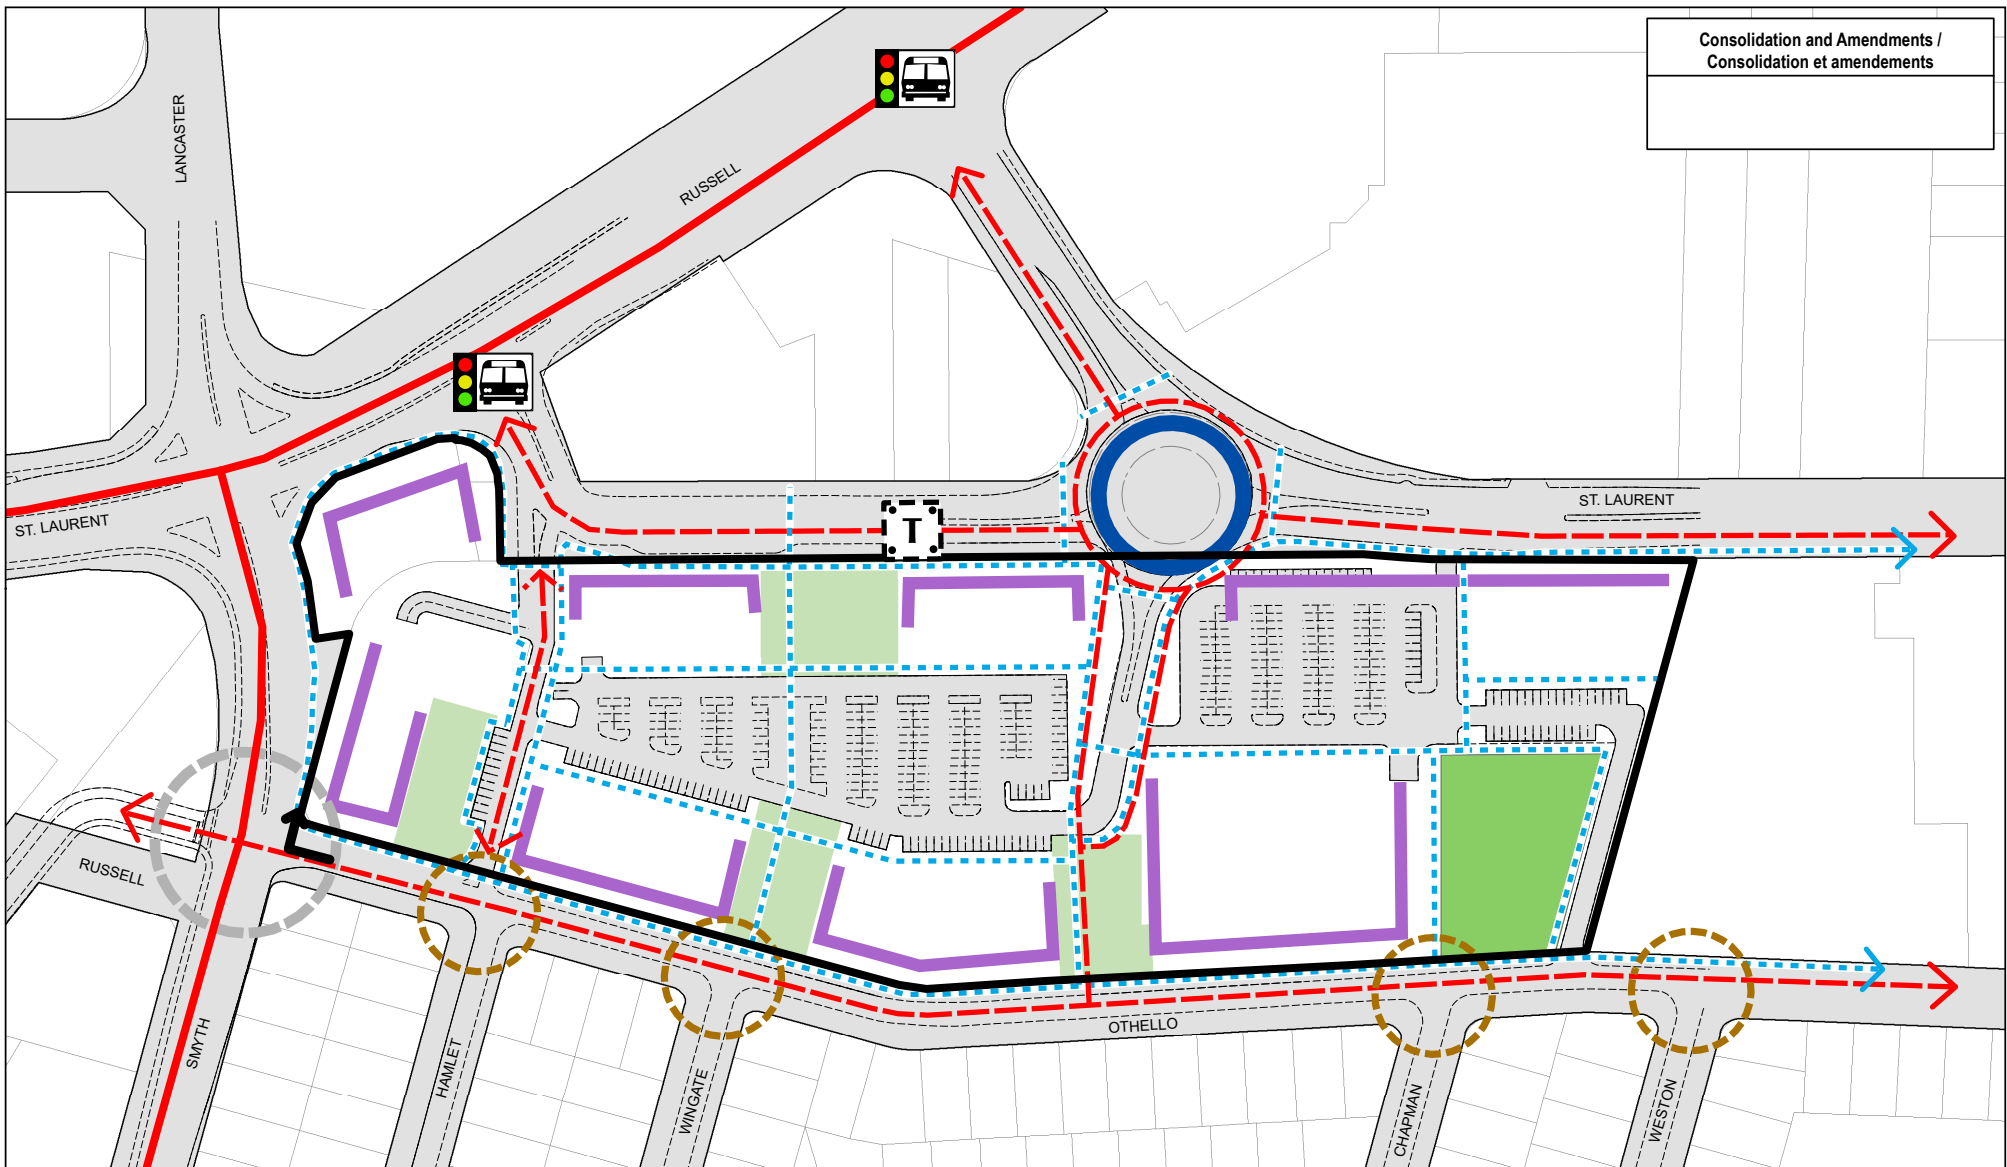 Consolidation and Amendments /
Consolidation et amendements
LANCASTER
RUSSELL
ST. LAURENT
ST. LAURENT
T
RUSSELL
SMYTH
HAMLET
WINGATE
OTHELLO
CHAPMAN
WESTON